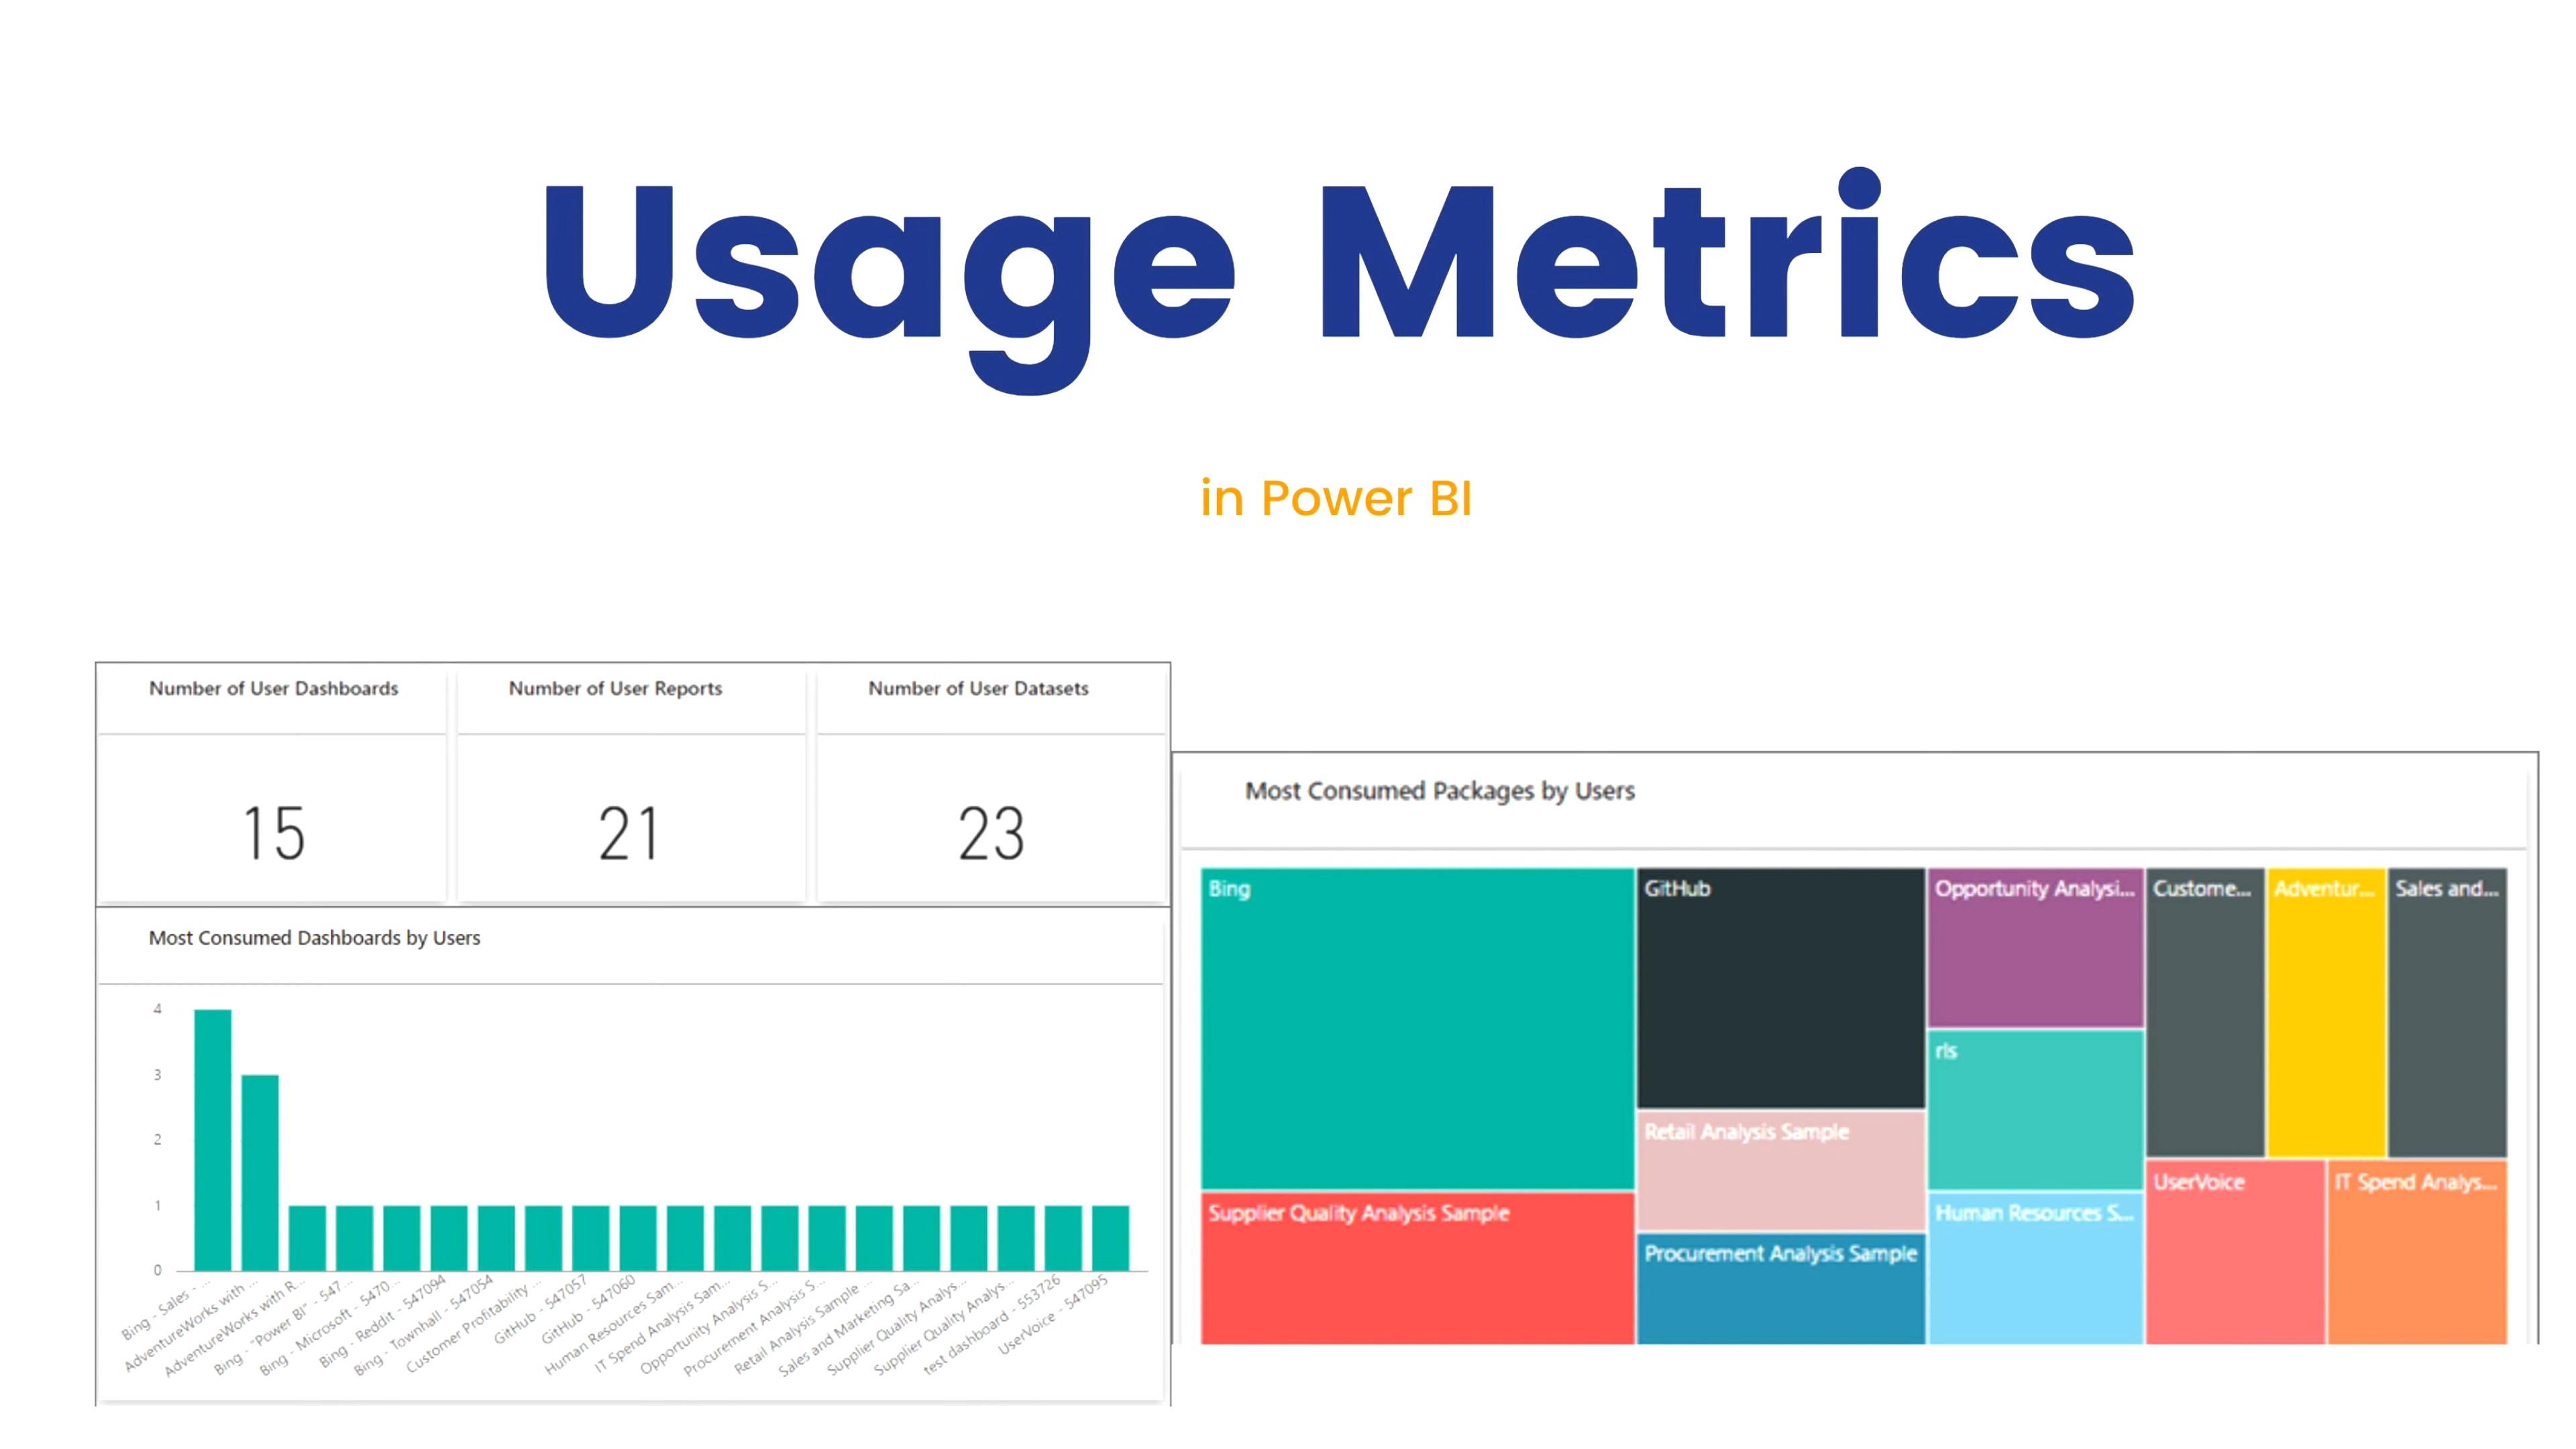 Usage Metrics
in Power BI
Number of User Dashboards
Number of User Reports
Number of User Datasets
15
21
23
Most Consumed Dashboards by Users
4
3
2
1
0
Bing - Sales - ...
AdventureWorks with ...
AdventureWorks with R...
Bing - "Power BI" - 547...
Bing - Microsoft - 5470...
Bing - Reddit - 547094
Bing - Townhall - 547054
Customer Profitability ...
GitHub - 547057
GitHub - 547060
Human Resources Sam...
IT Spend Analysis Sam...
Opportunity Analysis S...
Procurement Analysis S...
Retail Analysis Sample ...
Sales and Marketing Sa...
Supplier Quality Analys...
Supplier Quality Analys...
test dashboard - 553726
UserVoice - 547095
Most Consumed Packages by Users
Bing
GitHub
Opportunity Analysi...
Custome...
Adventur...
Sales and...
rls
Retail Analysis Sample
UserVoice
IT Spend Analys...
Supplier Quality Analysis Sample
Human Resources S...
Procurement Analysis Sample